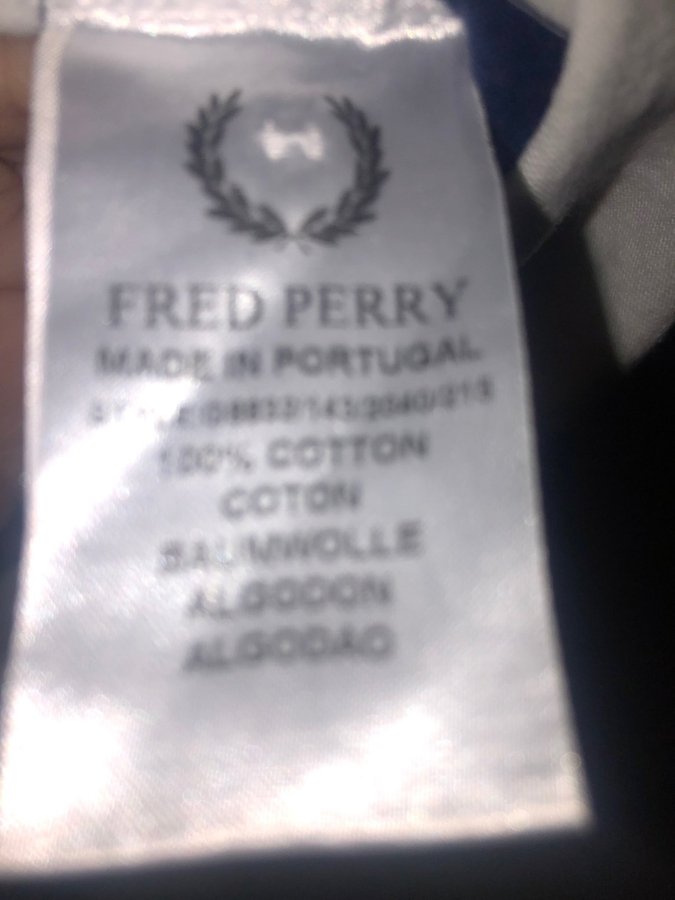 FRED PERRY
MADE IN PORTUGAL
100% COTTON
COTON
BAUMWOLLE
ALGODON
ALGODAO